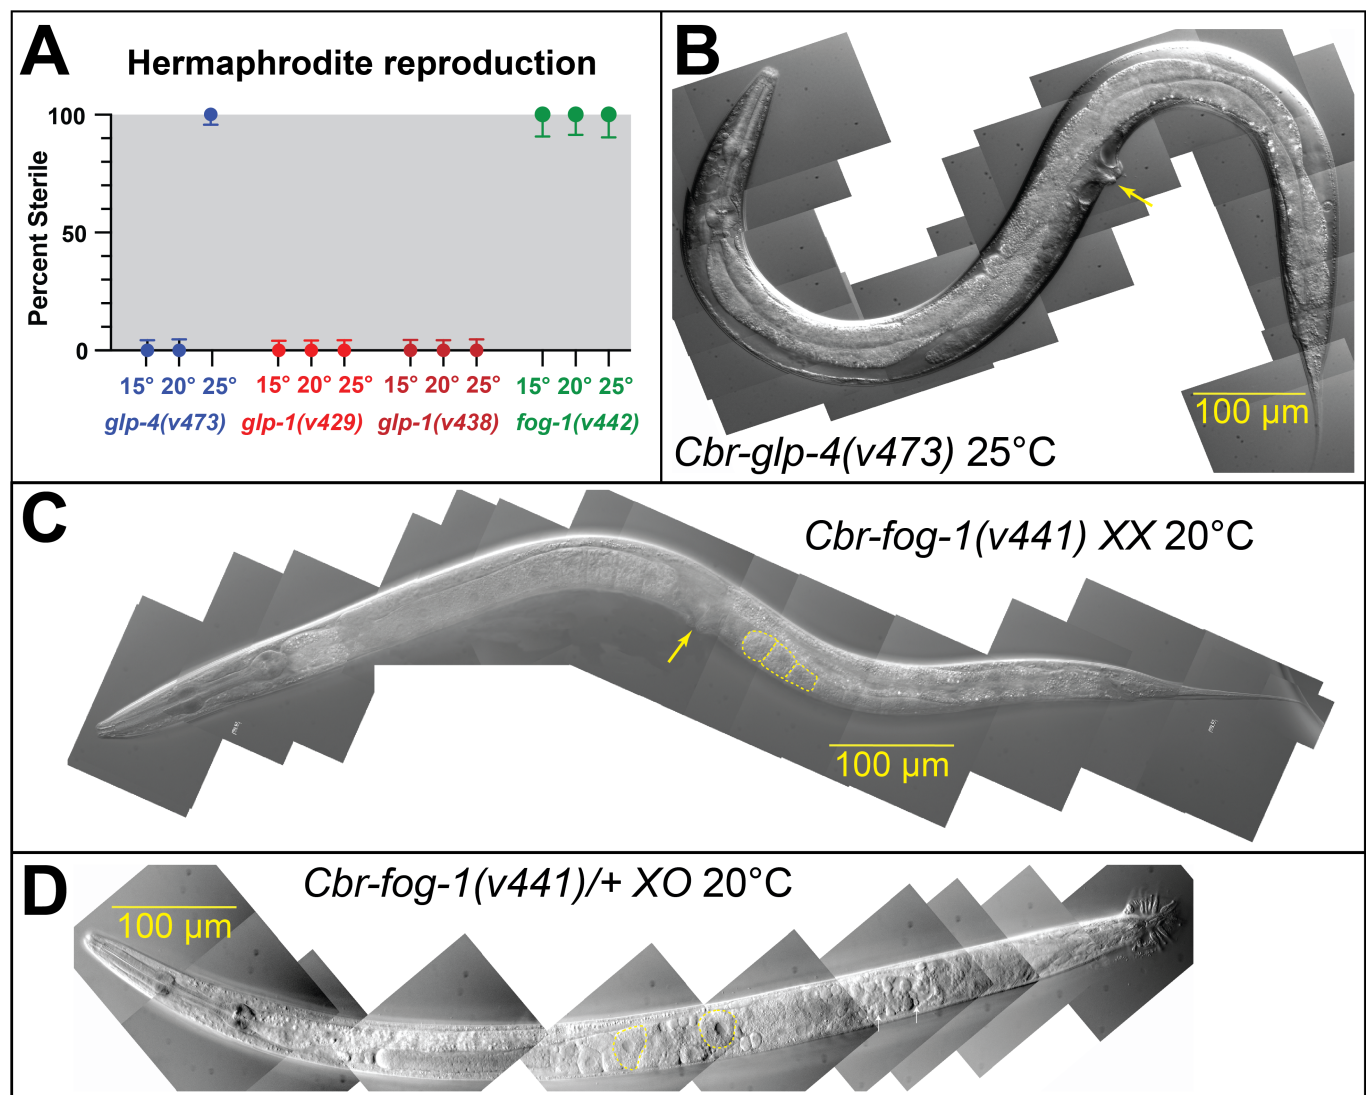 A
Hermaphrodite reproduction
Percent Sterile
100
50
0
15° 20° 25° 15° 20° 25° 15° 20° 25° 15° 20° 25°
glp-4(v473) glp-1(v429) glp-1(v438) fog-1(v442)
B
100 µm
Cbr-glp-4(v473) 25°C
C
Cbr-fog-1(v441) XX 20°C
100 µm
D
Cbr-fog-1(v441)/+ XO 20°C
100 µm